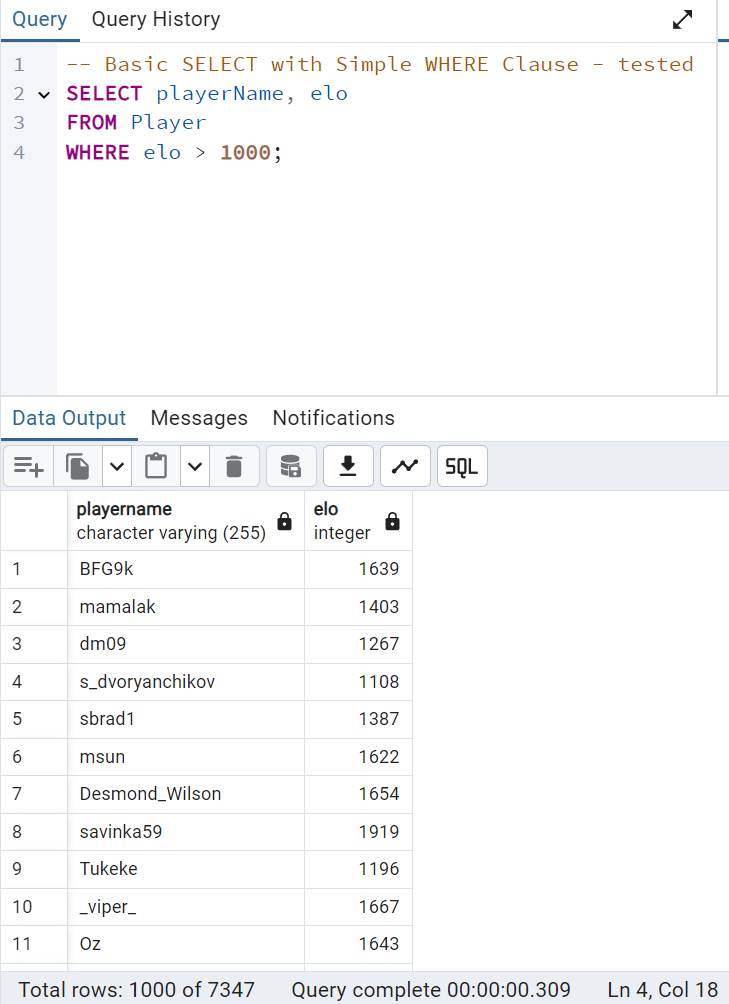 Query Query History
1 -- Basic SELECT with Simple WHERE Clause - tested
2 SELECT playerName, elo
3 FROM Player
4 WHERE elo > 1000;
Data Output Messages Notifications
SQL
playername elo
character varying (255) integer
1 BFG9k 1639
2 mamalak 1403
3 dm09 1267
4 s_dvoryanchikov 1108
5 sbrad1 1387
6 msun 1622
7 Desmond_Wilson 1654
8 savinka59 1919
9 Tukeke 1196
10 _viper_ 1667
11 Oz 1643
Total rows: 1000 of 7347 Query complete 00:00:00.309 Ln 4, Col 18